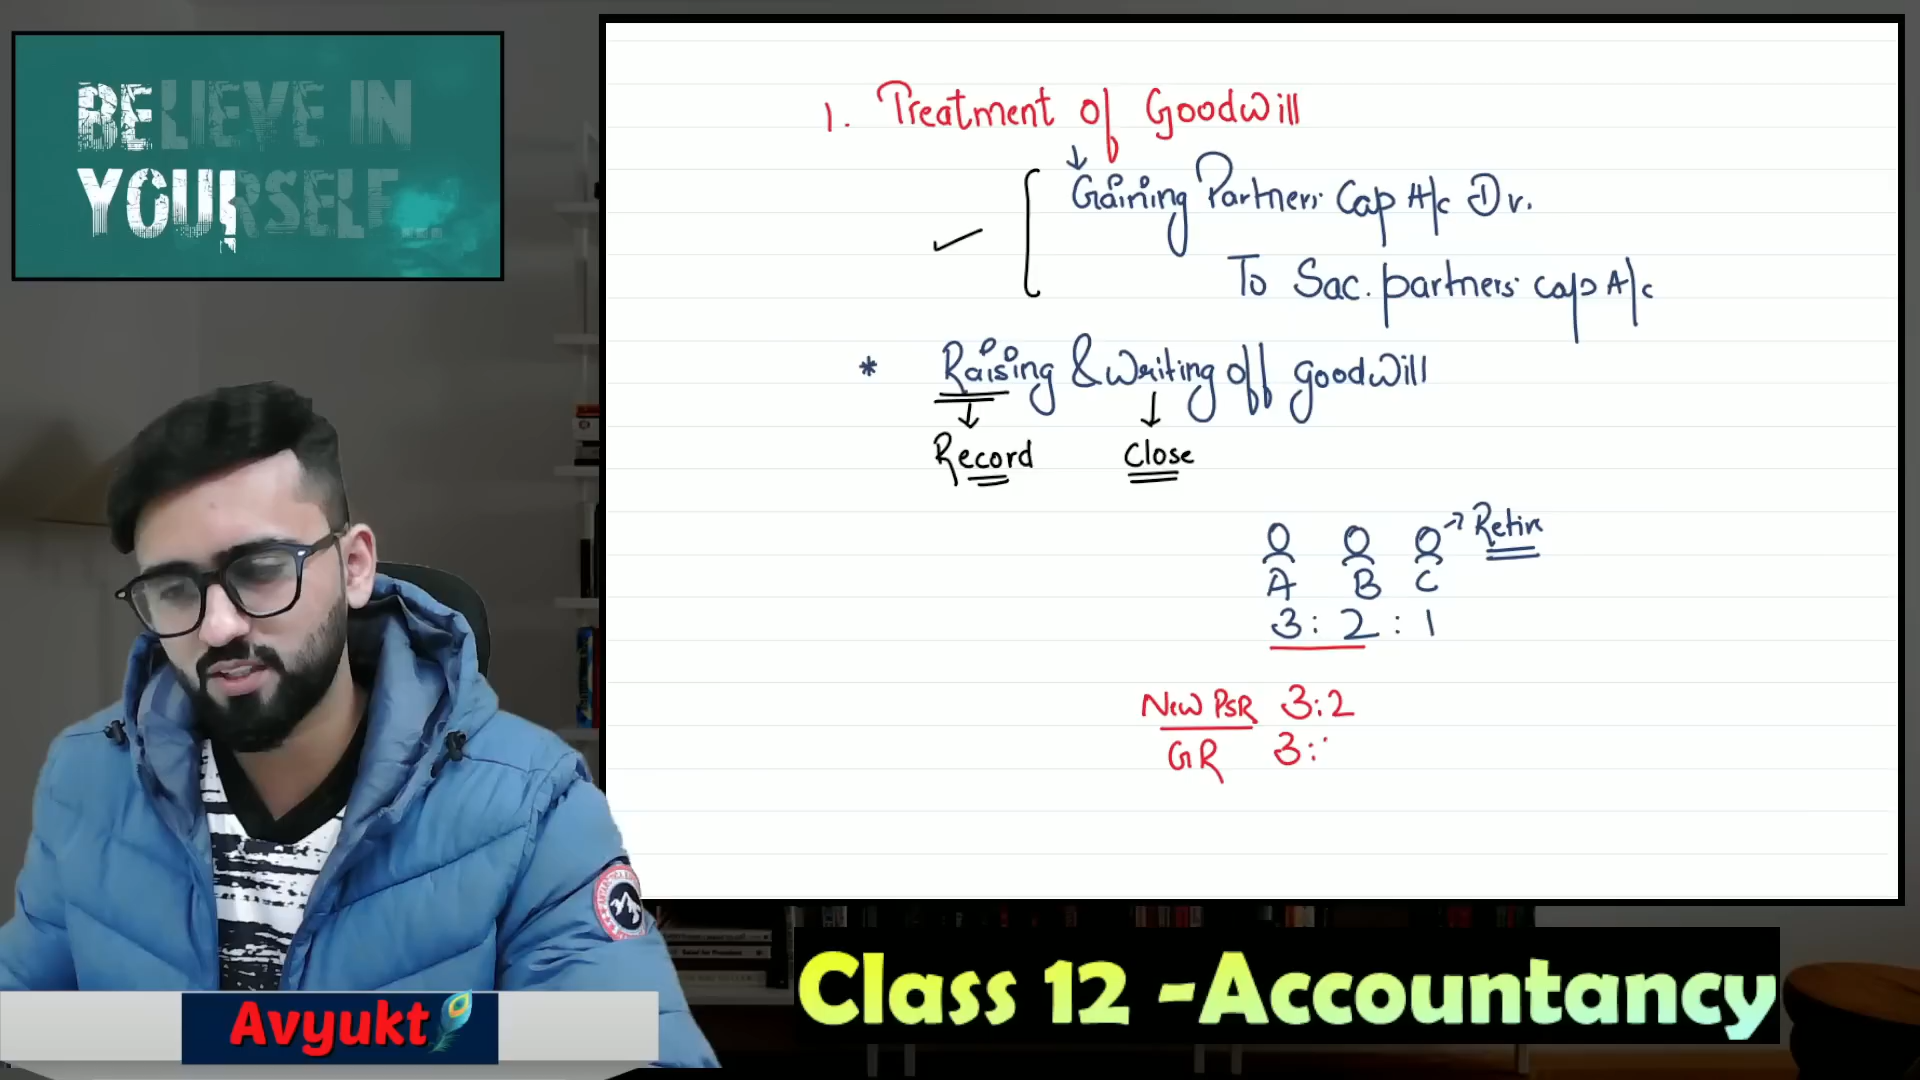 BELIEVE IN
YOURSELF...
1. Treatment of Goodwill
Gaining Partners' Cap A/c Dr.
To Sac. partners' cap A/c
* Raising & Writing off goodwill
Record Close
Retire
A B C
3 : 2 : 1
New PSR 3:2
GR 3:
Class 12 -Accountancy
Avyukt